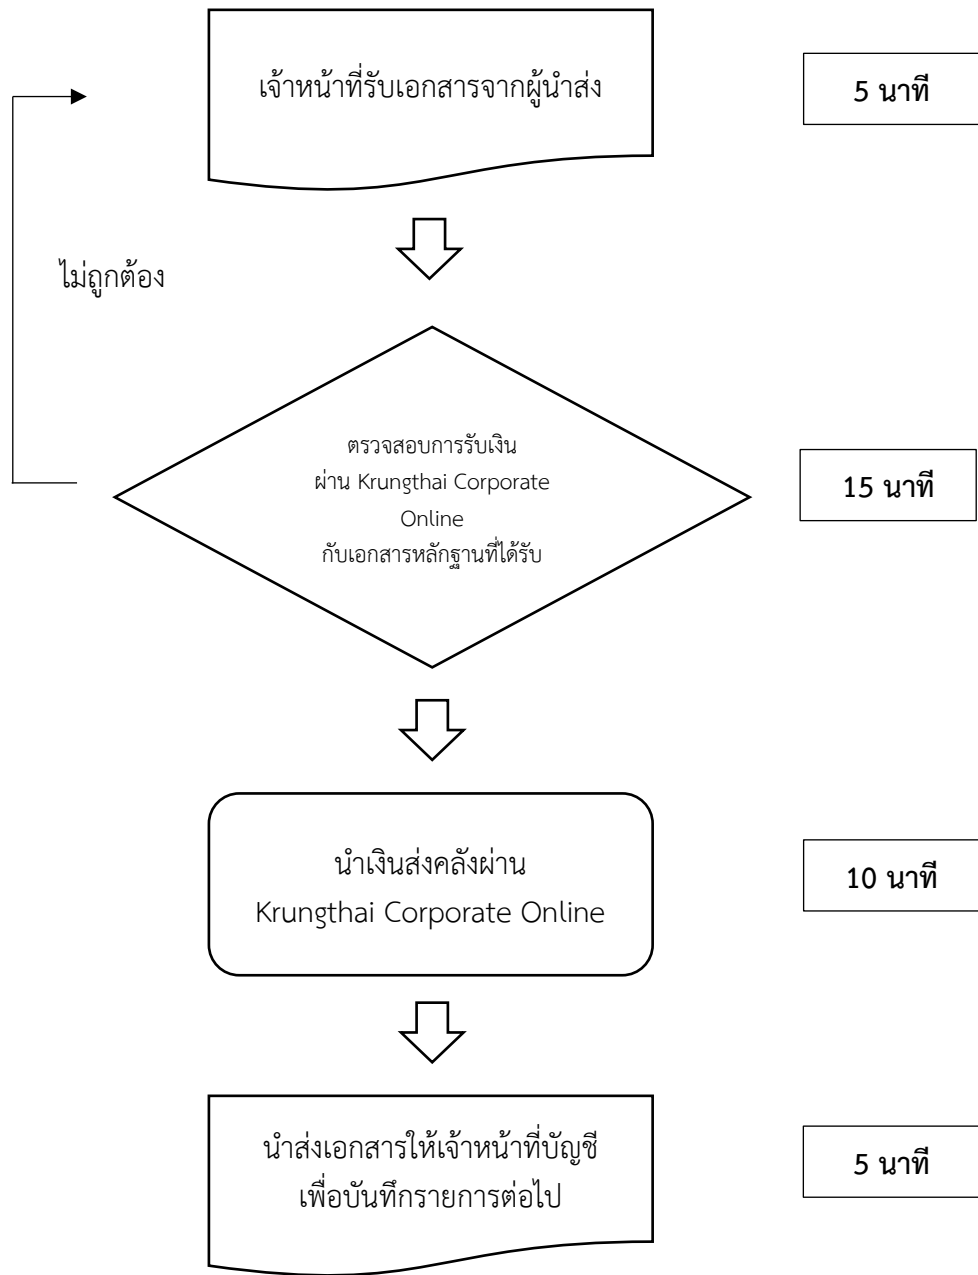 เจ้าหน้าที่รับเอกสารจากผู้นำส่ง
5 นาที
ไม่ถูกต้อง
ตรวจสอบการรับเงิน
ผ่าน Krungthai Corporate
Online
กับเอกสารหลักฐานที่ได้รับ
15 นาที
นำเงินส่งคลังผ่าน
Krungthai Corporate Online
10 นาที
นำส่งเอกสารให้เจ้าหน้าที่บัญชี
เพื่อบันทึกรายการต่อไป
5 นาที